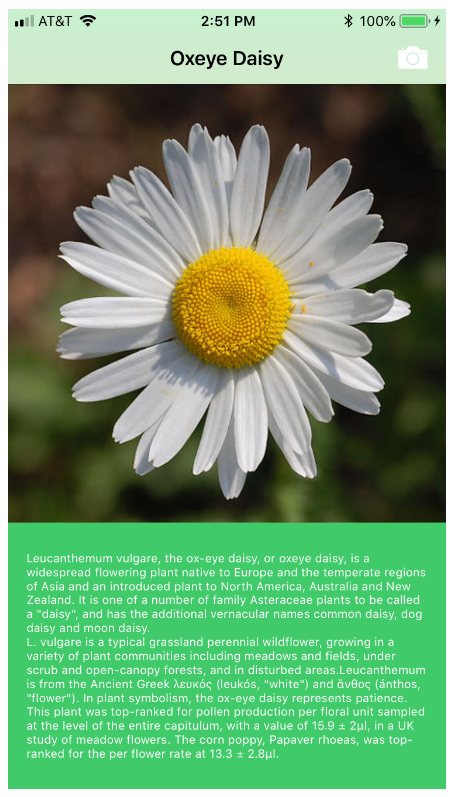 AT&T 2:51 PM 100%
Oxeye Daisy
Leucanthemum vulgare, the ox-eye daisy, or oxeye daisy, is a
widespread flowering plant native to Europe and the temperate regions
of Asia and an introduced plant to North America, Australia and New
Zealand. It is one of a number of family Asteraceae plants to be called
a "daisy", and has the additional vernacular names common daisy, dog
daisy and moon daisy.
L. vulgare is a typical grassland perennial wildflower, growing in a
variety of plant communities including meadows and fields, under
scrub and open-canopy forests, and in disturbed areas.Leucanthemum
is from the Ancient Greek λευκός (leukós, "white") and ἄνθος (ánthos,
"flower"). In plant symbolism, the ox-eye daisy represents patience.
This plant was top-ranked for pollen production per floral unit sampled
at the level of the entire capitulum, with a value of 15.9 ± 2μl, in a UK
study of meadow flowers. The corn poppy, Papaver rhoeas, was top-
ranked for the per flower rate at 13.3 ± 2.8μl.